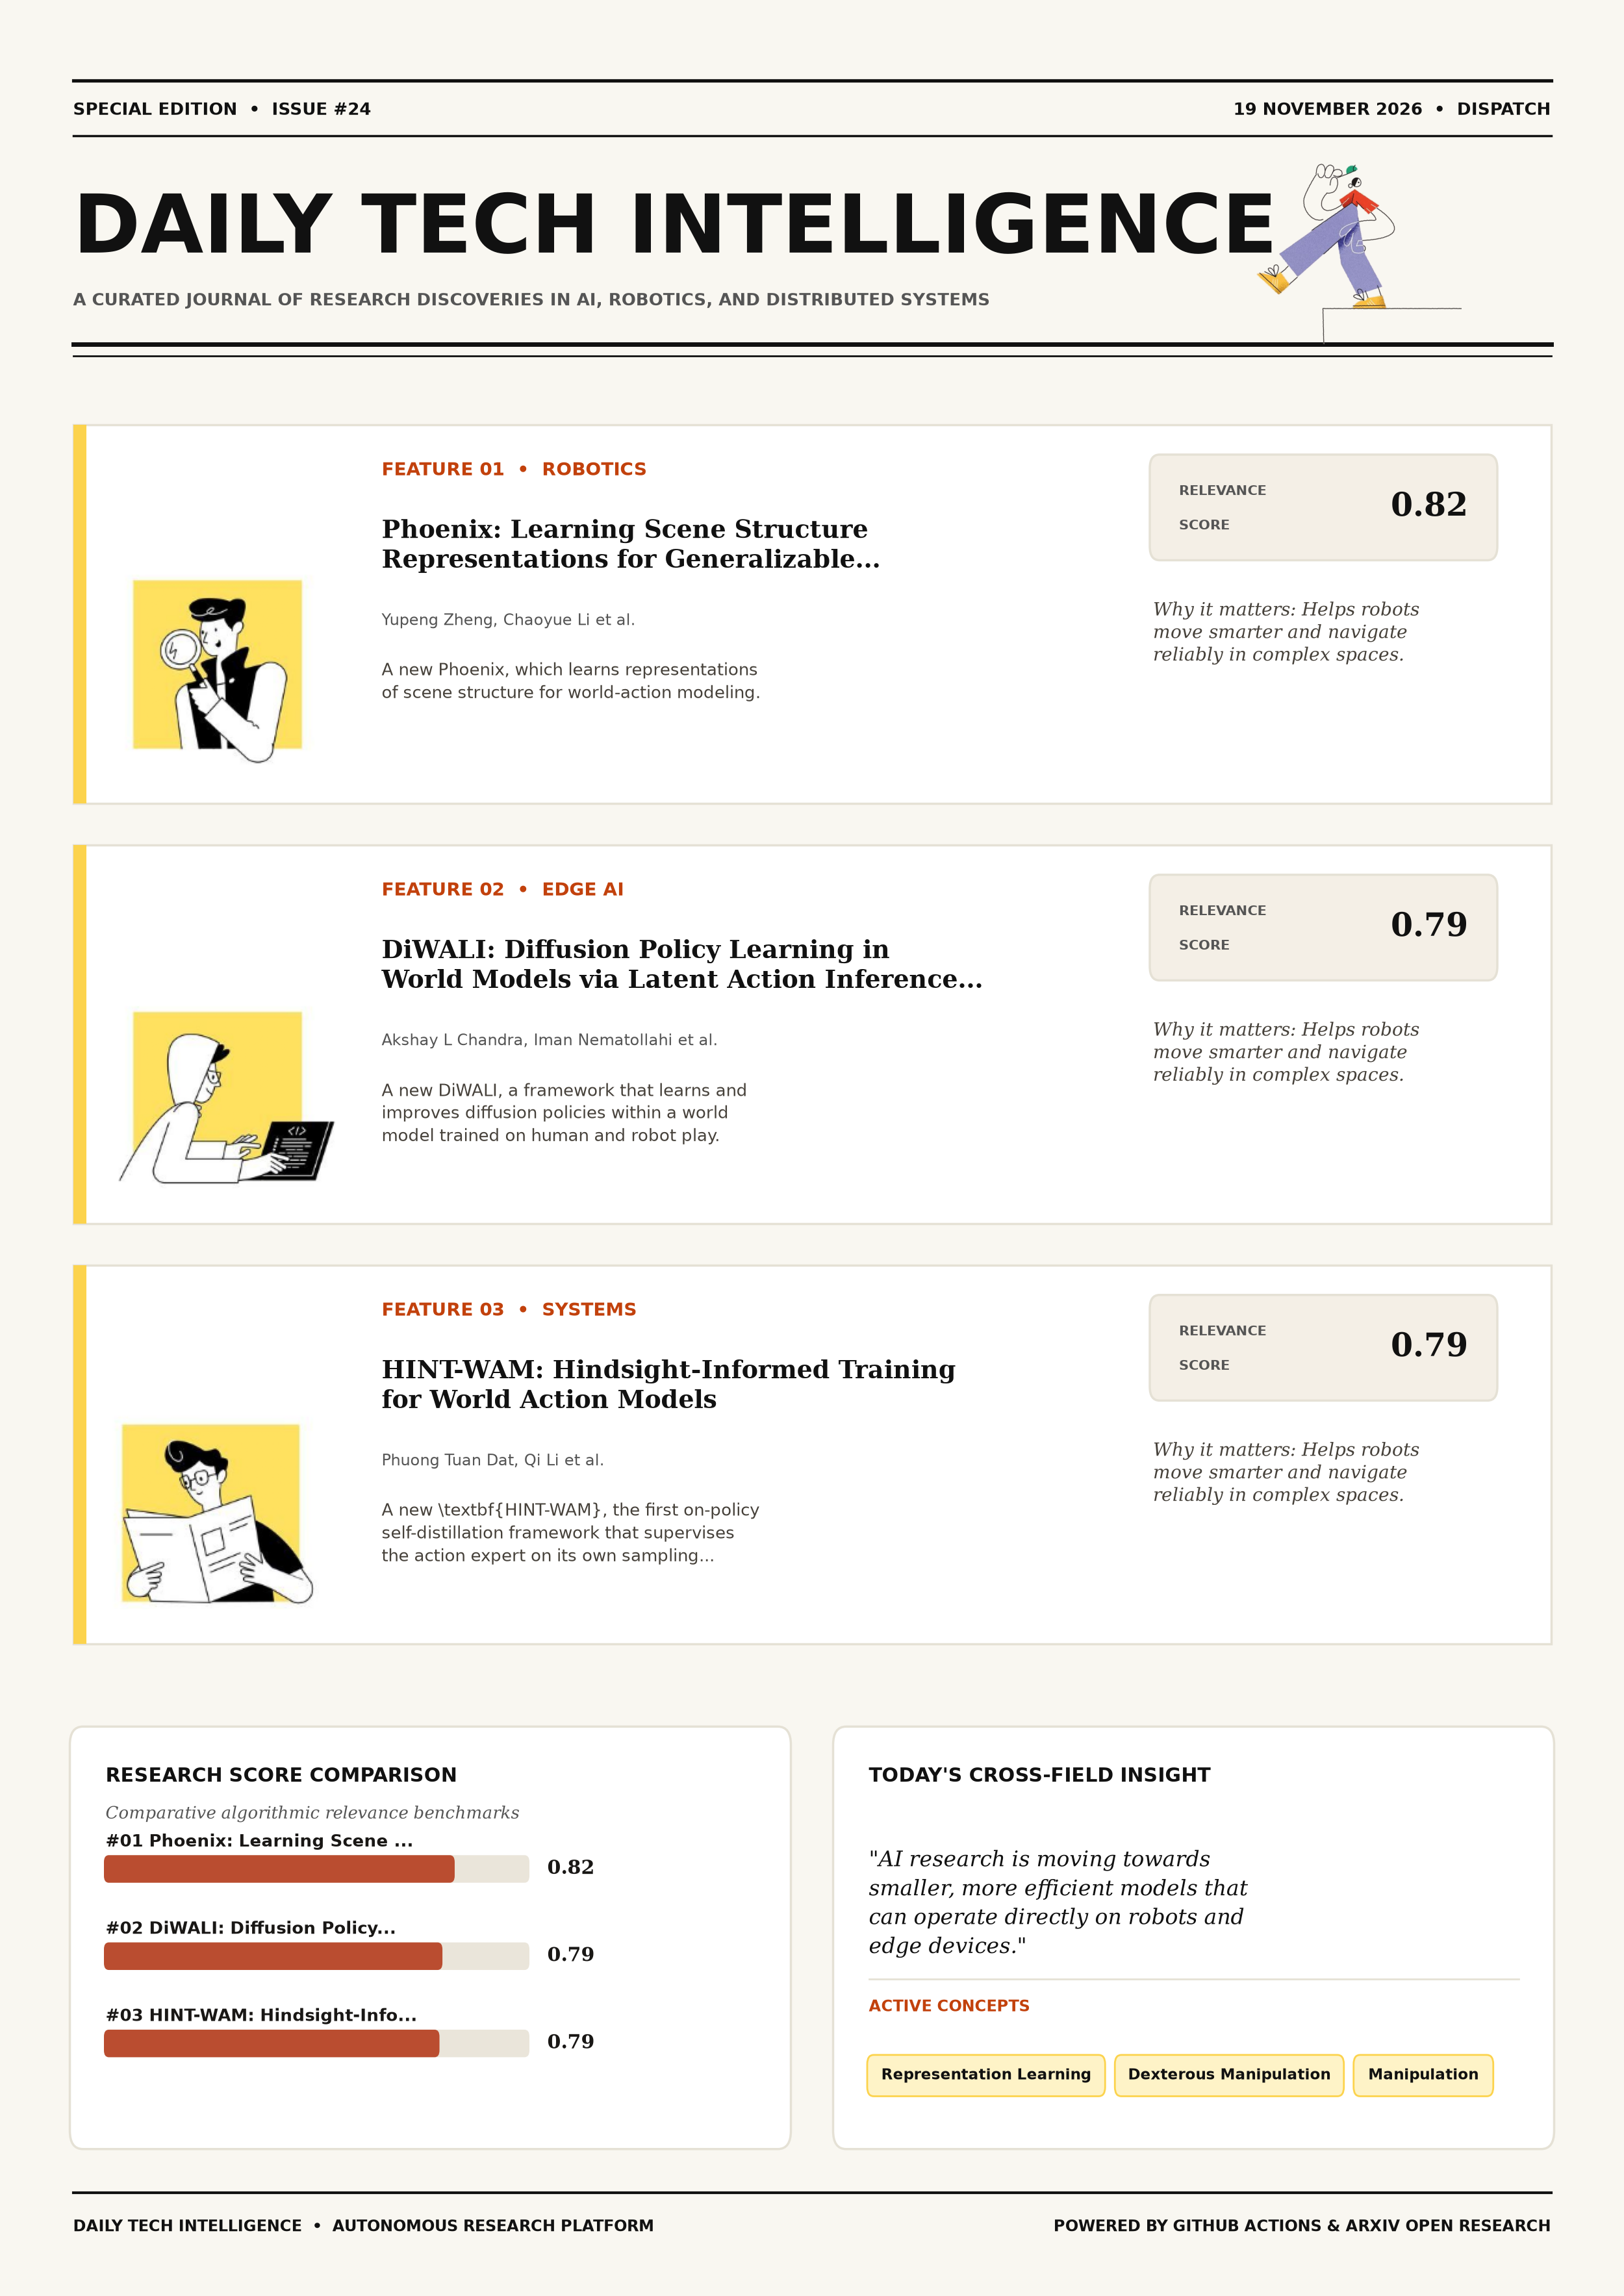 SPECIAL EDITION • ISSUE #24
19 NOVEMBER 2026 • DISPATCH
DAILY TECH INTELLIGENCE
A CURATED JOURNAL OF RESEARCH DISCOVERIES IN AI, ROBOTICS, AND DISTRIBUTED SYSTEMS
FEATURE 01 • ROBOTICS
Phoenix: Learning Scene Structure
Representations for Generalizable...
Yupeng Zheng, Chaoyue Li et al.
A new Phoenix, which learns representations
of scene structure for world-action modeling.
RELEVANCE
SCORE
0.82
Why it matters: Helps robots
move smarter and navigate
reliably in complex spaces.
FEATURE 02 • EDGE AI
DiWALI: Diffusion Policy Learning in
World Models via Latent Action Inference...
Akshay L Chandra, Iman Nematollahi et al.
A new DiWALI, a framework that learns and
improves diffusion policies within a world
model trained on human and robot play.
</>
RELEVANCE
SCORE
0.79
Why it matters: Helps robots
move smarter and navigate
reliably in complex spaces.
FEATURE 03 • SYSTEMS
HINT-WAM: Hindsight-Informed Training
for World Action Models
Phuong Tuan Dat, Qi Li et al.
A new \textbf{HINT-WAM}, the first on-policy
self-distillation framework that supervises
the action expert on its own sampling...
RELEVANCE
SCORE
0.79
Why it matters: Helps robots
move smarter and navigate
reliably in complex spaces.
RESEARCH SCORE COMPARISON
Comparative algorithmic relevance benchmarks
#01 Phoenix: Learning Scene ...
0.82
#02 DiWALI: Diffusion Policy...
0.79
#03 HINT-WAM: Hindsight-Info...
0.79
TODAY'S CROSS-FIELD INSIGHT
"AI research is moving towards
smaller, more efficient models that
can operate directly on robots and
edge devices."
ACTIVE CONCEPTS
Representation Learning
Dexterous Manipulation
Manipulation
DAILY TECH INTELLIGENCE • AUTONOMOUS RESEARCH PLATFORM
POWERED BY GITHUB ACTIONS & ARXIV OPEN RESEARCH